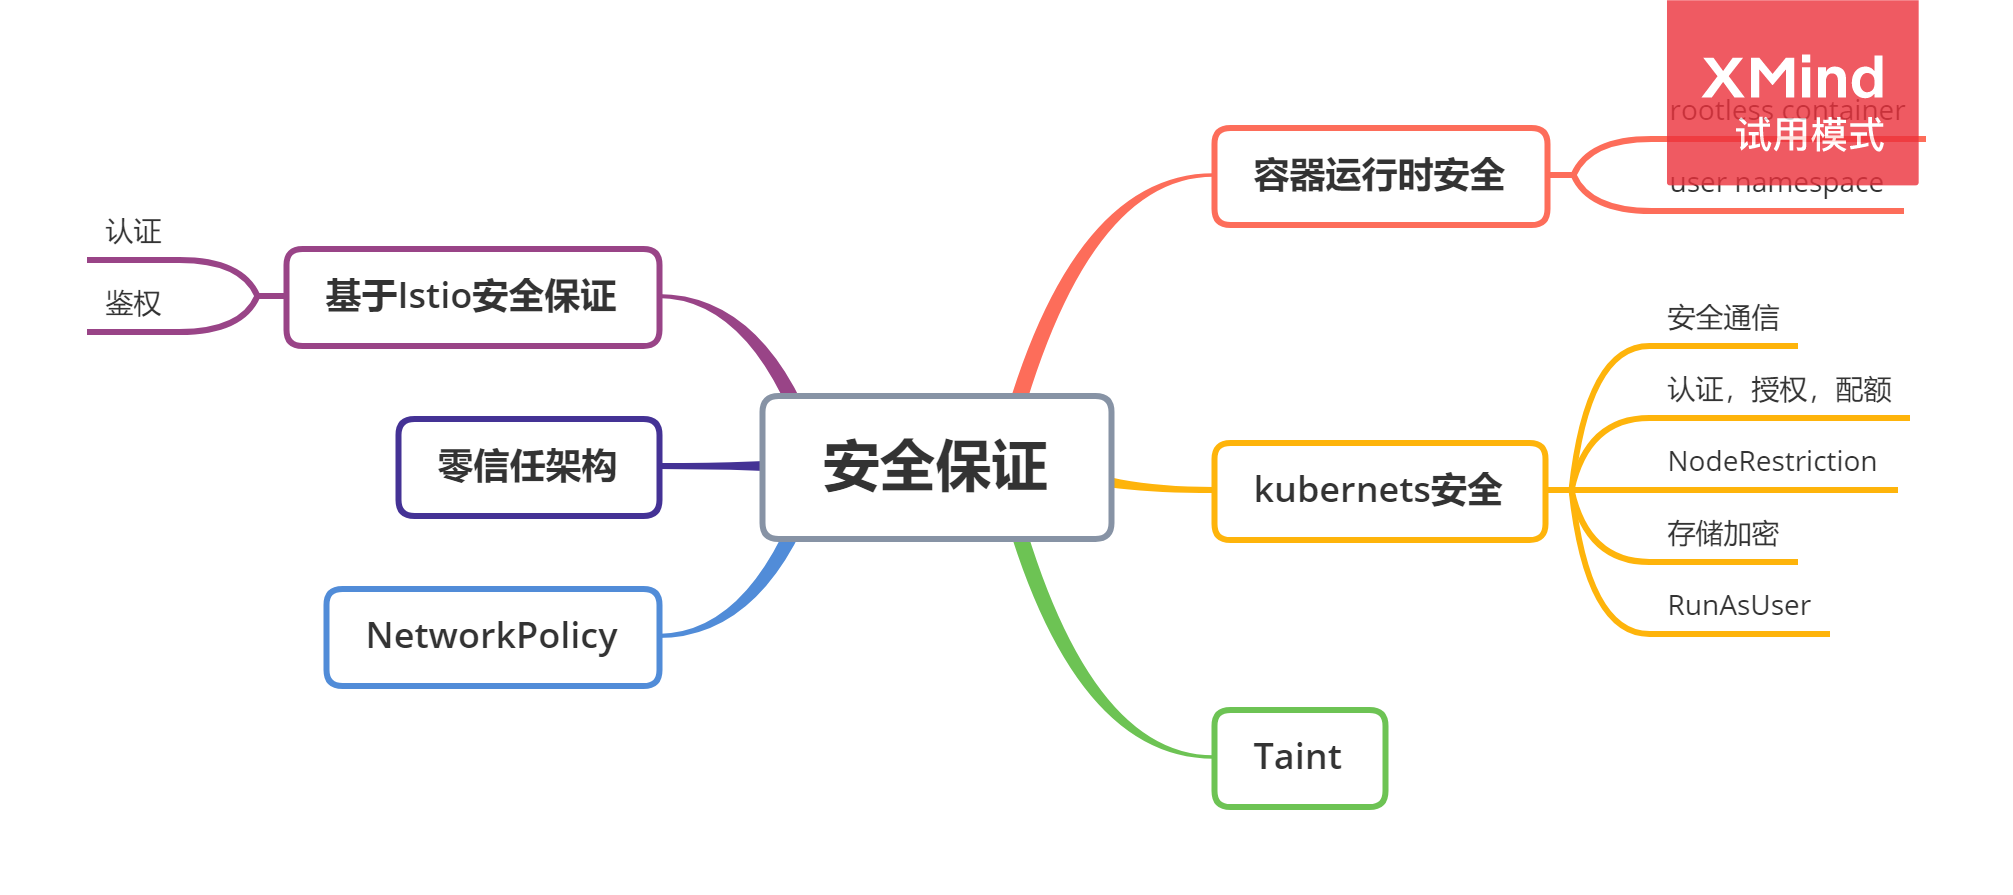 XMind
试用模式
rootless container
user namespace
容器运行时安全
认证
鉴权
基于Istio安全保证
安全通信
认证，授权，配额
NodeRestriction
存储加密
RunAsUser
kubernets安全
零信任架构
安全保证
NetworkPolicy
Taint